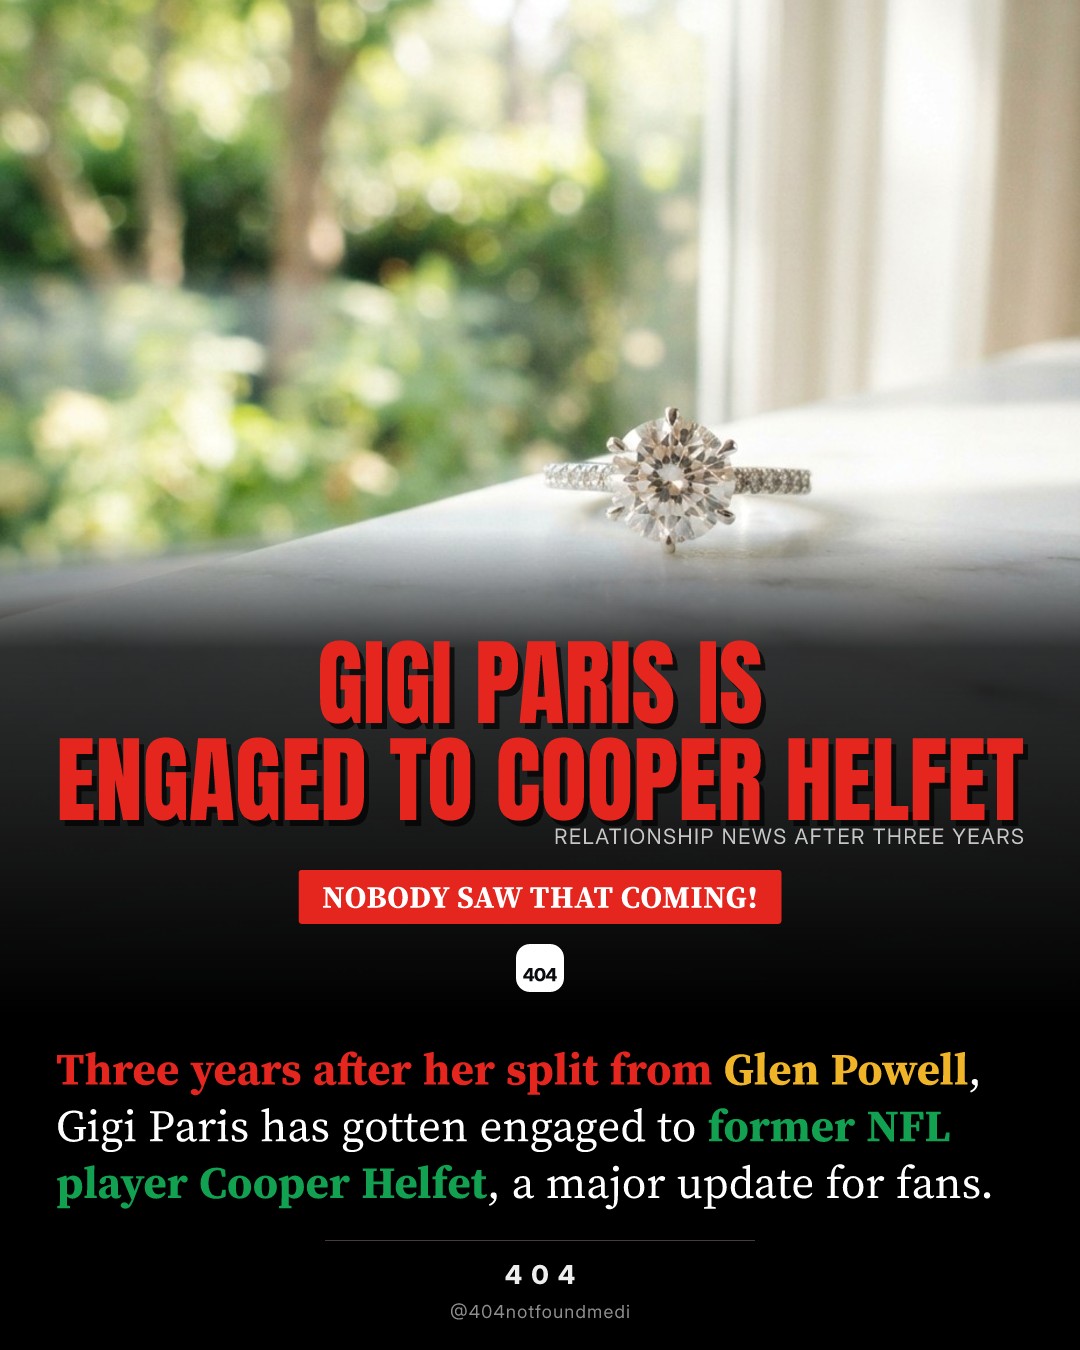 GIGI PARIS IS
ENGAGED TO COOPER HELFET
RELATIONSHIP NEWS AFTER THREE YEARS
NOBODY SAW THAT COMING!
404
Three years after her split from Glen Powell,
Gigi Paris has gotten engaged to former NFL
player Cooper Helfet, a major update for fans.
404
@404notfoundmedi